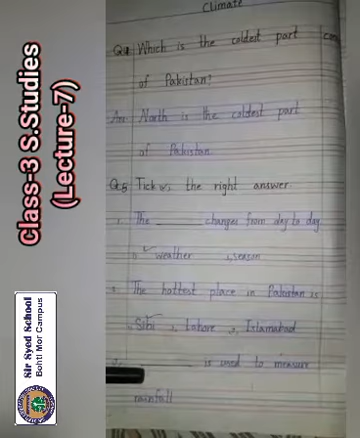 Class-3 S.Studies
(Lecture-7)
Sir Syed School
Bohti Mor Campus
Climate
Which is the coldest part
of Pakistan?
Ans North is the coldest part
of Pakistan.
Q5 Tick the right answer.
1. The ______ changes from day to day.
weather , season
The hottest place in Pakistan is
Sibi , Lahore , Islamabad
______ is used to measure
rainfall